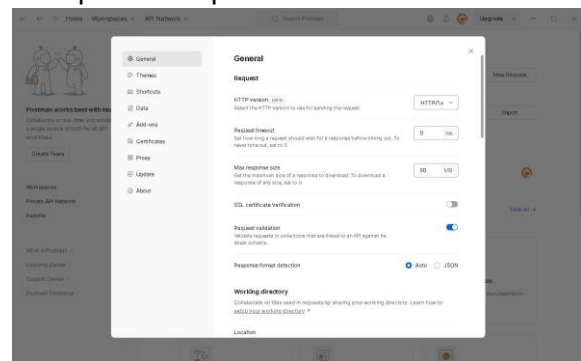 Home Workspaces API Network
Search Postman
Upgrade
New Request
Import
Postman works best with
Create Team
Workspaces
Private API Network
Reports
What is Postman
Learning Center
Support Center
Postman Enterprise
View all →
General
Themes
Shortcuts
Data
Add-ons
Certificates
Proxy
Update
About
General
Request
HTTP version NEW
Select the HTTP version to use for sending the request.
HTTP/1.x
Request timeout
Set how long a request should wait for a response before timing out. To
never time out, set to 0.
0 ms
Max response size
Set the maximum size of a response to download. To download a
response of any size, set to 0.
50 MB
SSL certificate verification
Request validation
Validate requests in collections that are linked to an API against its
latest schema.
Response format detection
Auto JSON
Working directory
Collaborate on files used in requests by sharing your working directory. Learn how to
setup your working directory ↗
Location